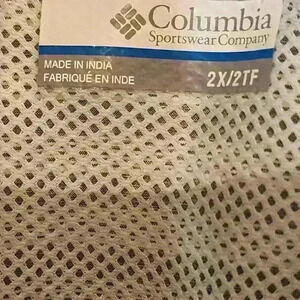 Columbia
Sportswear Company
MADE IN INDIA
FABRIQUÉ EN INDE
2X/2TF